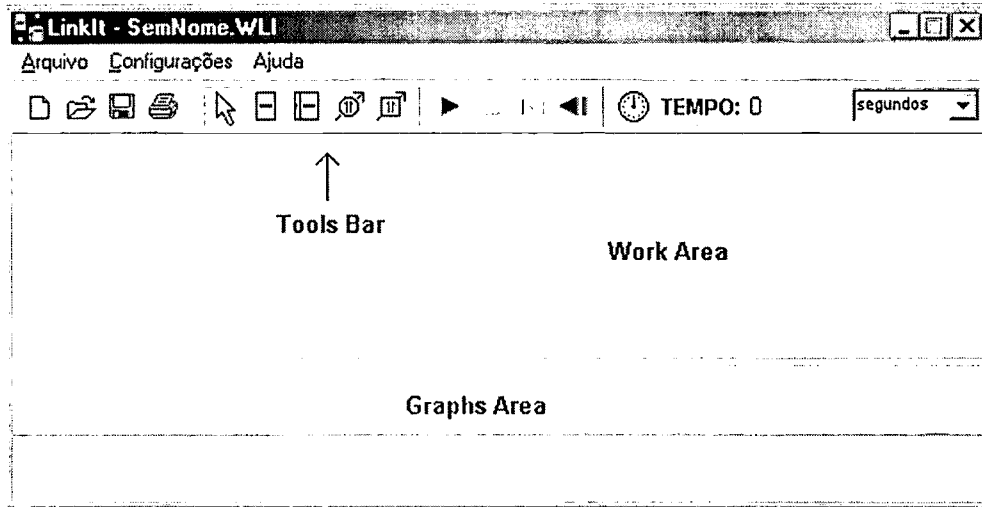 LinkIt - SemNome.WLI
Arquivo Configurações Ajuda
TEMPO: 0 segundos
Tools Bar
Work Area
Graphs Area